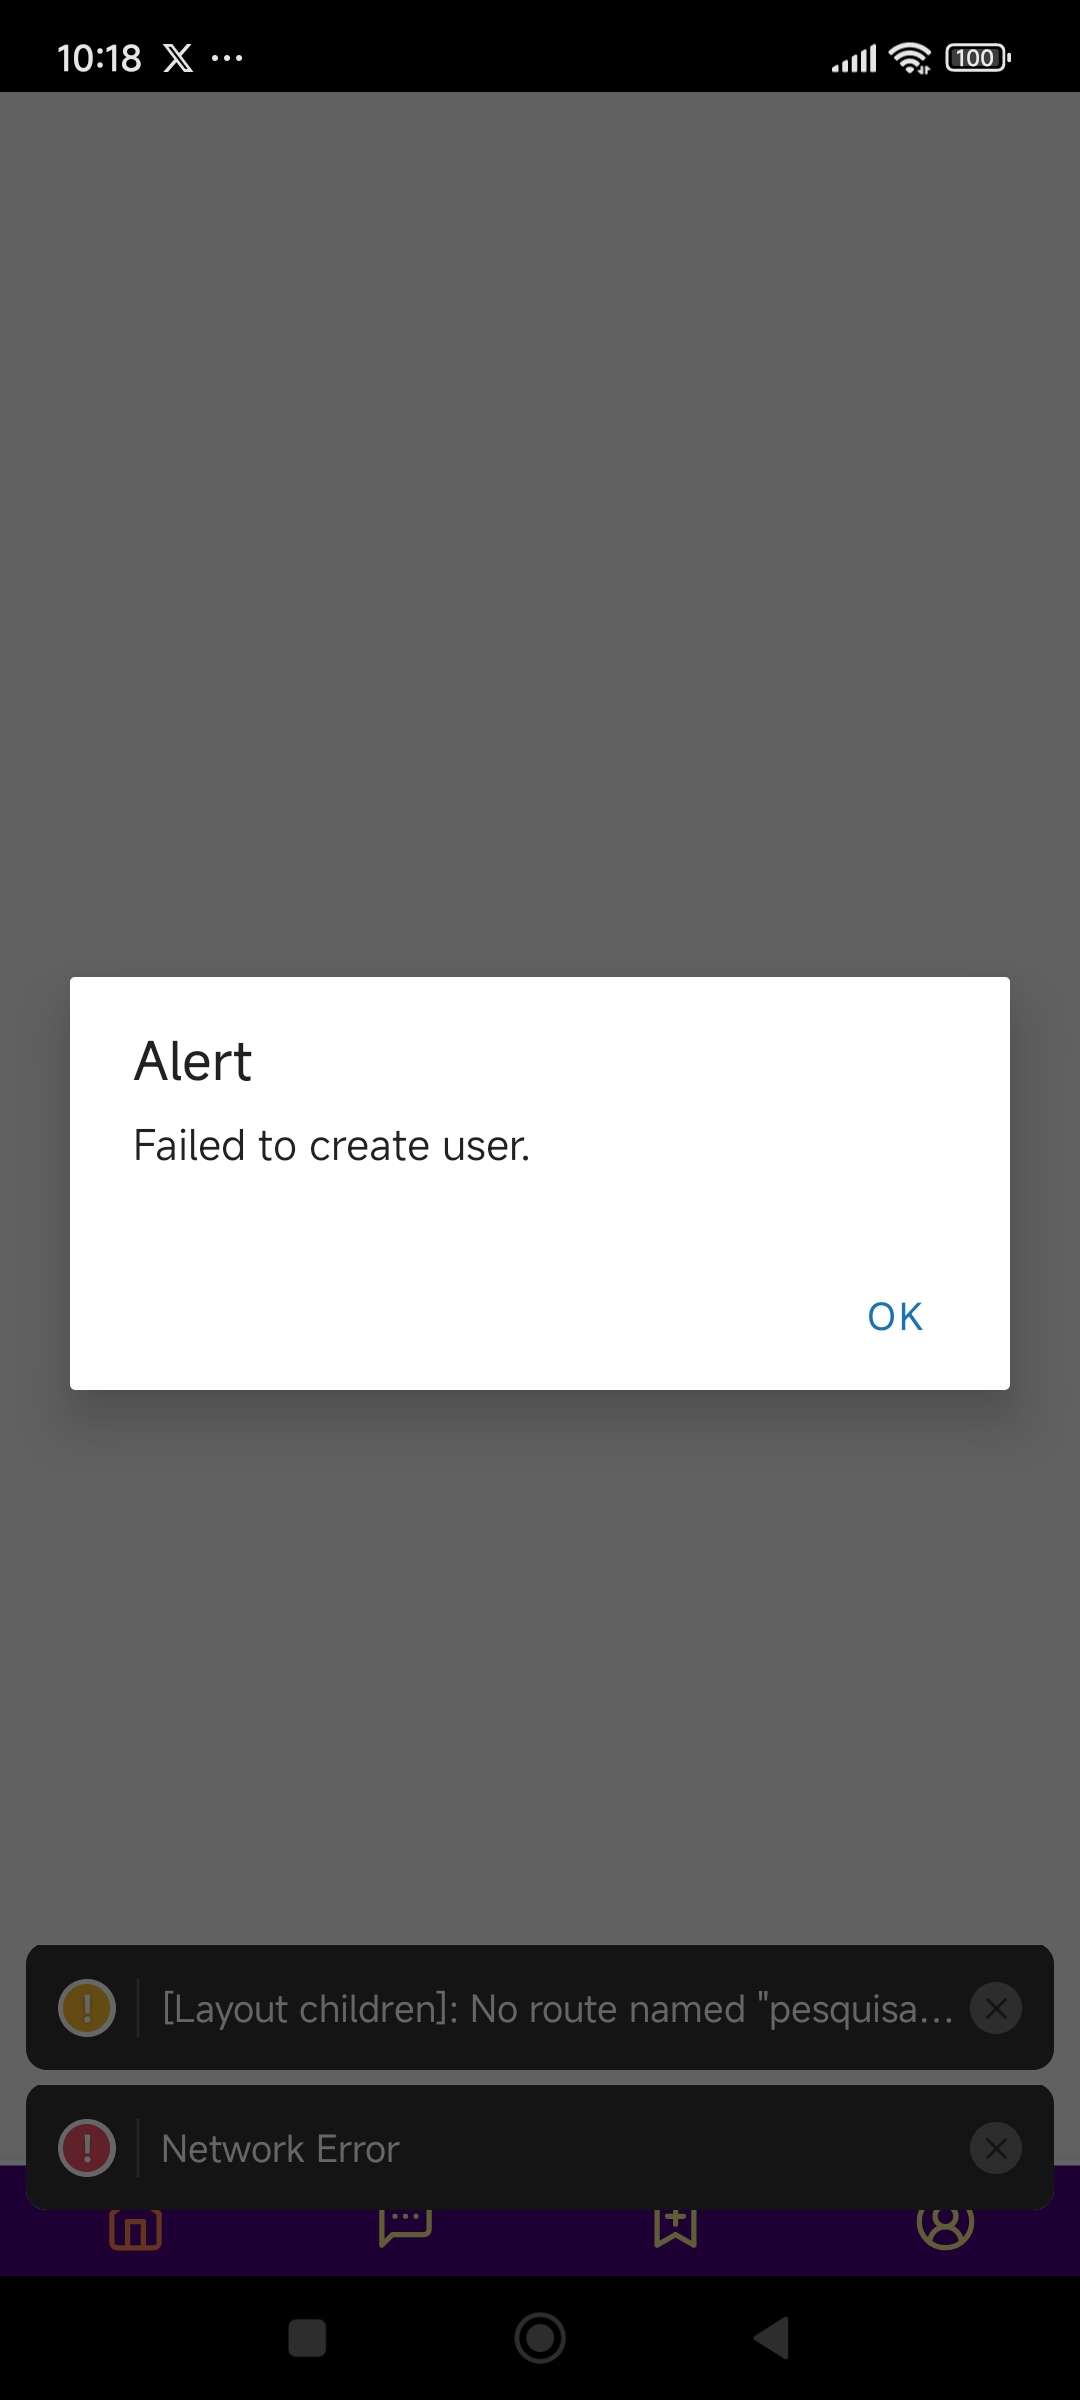 10:18
100
Alert
Failed to create user.
OK
[Layout children]: No route named "pesquisa...
Network Error